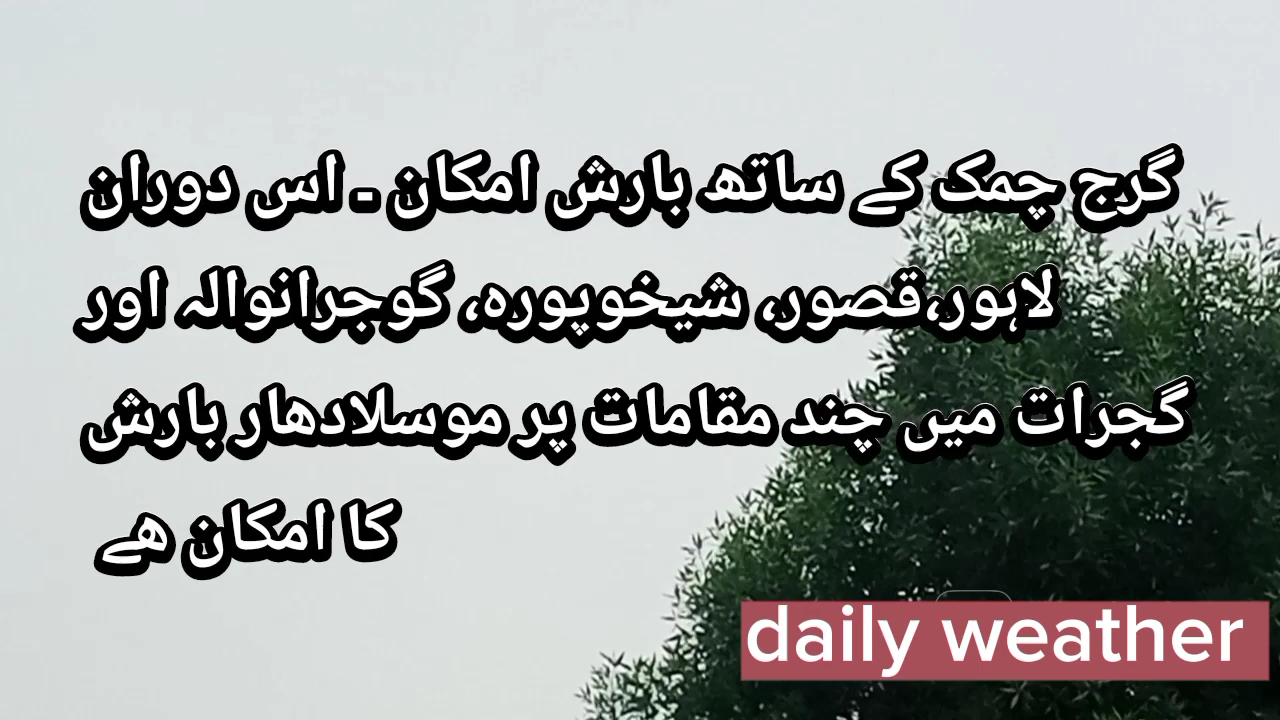 گرج چمک کے ساتھ بارش امکان ۔ اس دوران
لاہور،قصور، شیخوپورہ، گوجرانوالہ اور
گجرات میں چند مقامات پر موسلادھار بارش
کا امکان ھے
daily weather